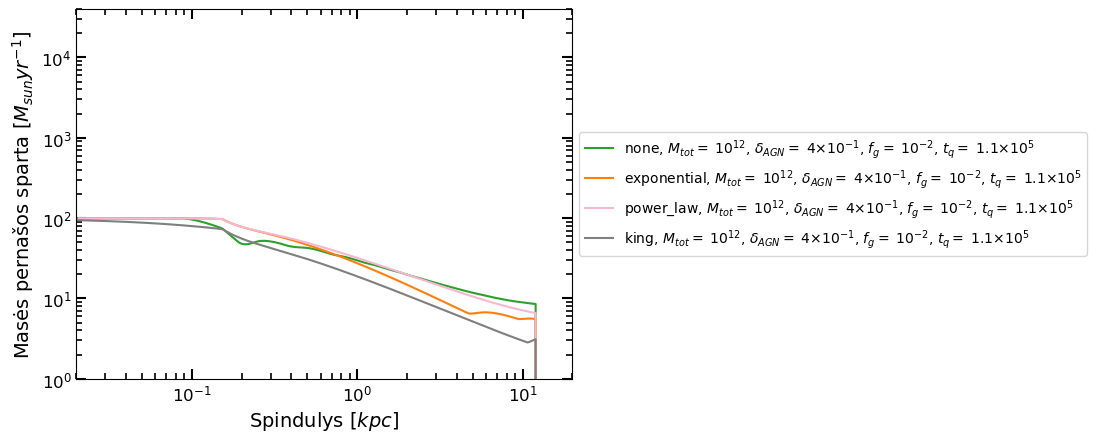 Masės pernašos sparta [$M_{sun}yr^{-1}$]
$10^4$
$10^3$
$10^2$
$10^1$
$10^0$
$10^{-1}$ $10^0$ $10^1$
Spindulys [$kpc$]
none, $M_{tot} = 10^{12}$, $\delta_{AGN} = 4×10^{-1}$, $f_g = 10^{-2}$, $t_q = 1.1×10^5$
exponential, $M_{tot} = 10^{12}$, $\delta_{AGN} = 4×10^{-1}$, $f_g = 10^{-2}$, $t_q = 1.1×10^5$
power_law, $M_{tot} = 10^{12}$, $\delta_{AGN} = 4×10^{-1}$, $f_g = 10^{-2}$, $t_q = 1.1×10^5$
king, $M_{tot} = 10^{12}$, $\delta_{AGN} = 4×10^{-1}$, $f_g = 10^{-2}$, $t_q = 1.1×10^5$